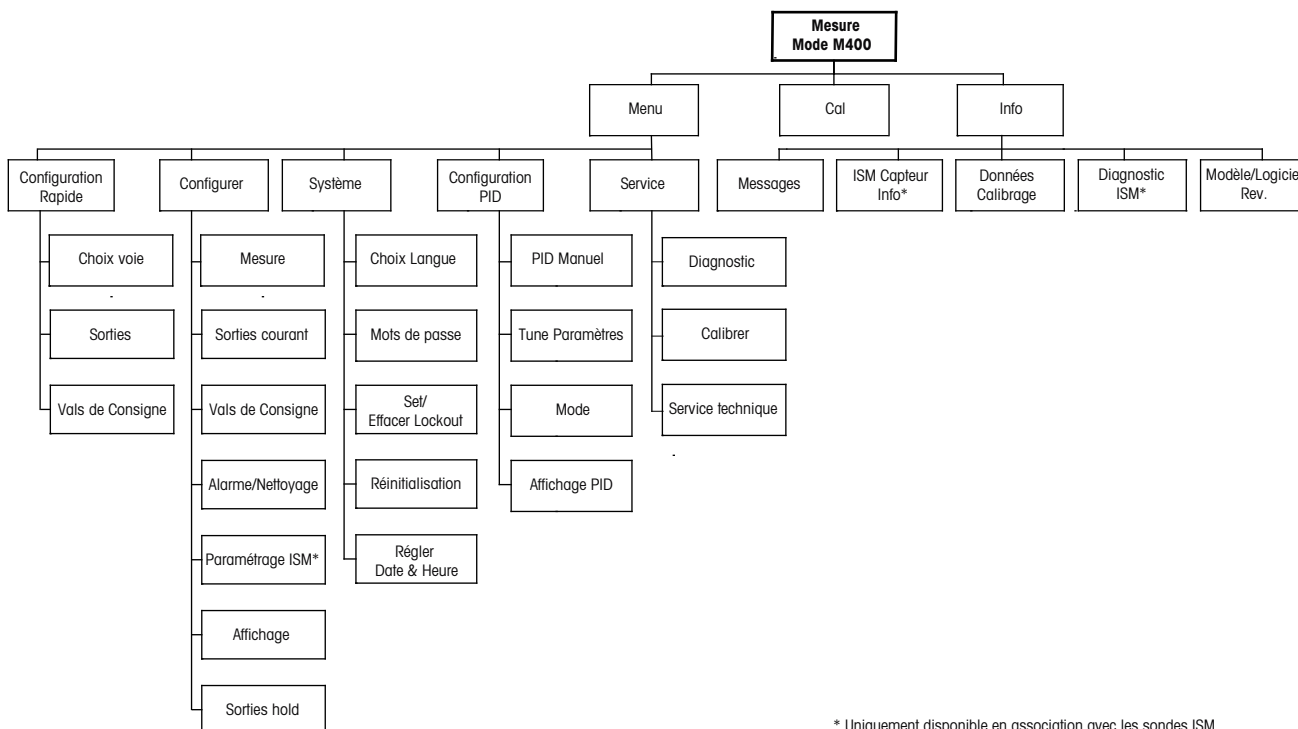 Mesure
Mode M400
Menu
Cal
Info
Configuration
Rapide
Configurer
Système
Configuration
PID
Service
Messages
ISM Capteur
Info*
Données
Calibrage
Diagnostic
ISM*
Modèle/Logicie
Rev.
Choix voie
Mesure
Choix Langue
PID Manuel
Diagnostic
Sorties
Sorties courant
Mots de passe
Tune Paramètres
Calibrer
Vals de Consigne
Vals de Consigne
Set/
Effacer Lockout
Mode
Service technique
Alarme/Nettoyage
Réinitialisation
Affichage PID
Paramétrage ISM*
Régler
Date & Heure
Affichage
Sorties hold
* Uniquement disponible en association avec les sondes ISM